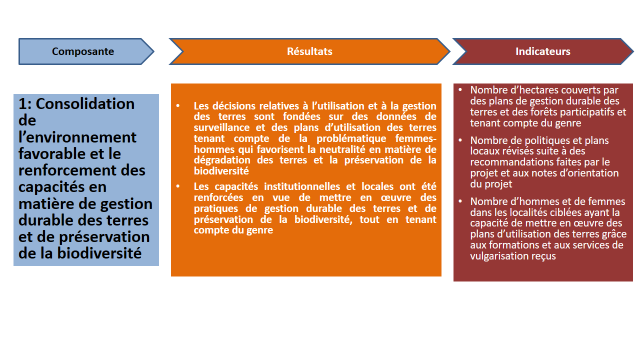 Composante
Résultats
Indicateurs
1: Consolidation
de
l’environnement
favorable et le
renforcement des
capacités en
matière de gestion
durable des terres
et de préservation
de la biodiversité
• Les décisions relatives à l’utilisation et à la gestion
des terres sont fondées sur des données de
surveillance et des plans d’utilisation des terres
tenant compte de la problématique femmes-
hommes qui favorisent la neutralité en matière de
dégradation des terres et la préservation de la
biodiversité
• Les capacités institutionnelles et locales ont été
renforcées en vue de mettre en œuvre des
pratiques de gestion durable des terres et de
préservation de la biodiversité, tout en tenant
compte du genre
• Nombre d’hectares couverts par
des plans de gestion durable des
terres et des forêts participatifs et
tenant compte du genre
• Nombre de politiques et plans
locaux révisés suite à des
recommandations faites par le
projet et aux notes d’orientation
du projet
• Nombre d’hommes et de femmes
dans les localités ciblées ayant la
capacité de mettre en œuvre des
plans d’utilisation des terres grâce
aux formations et aux services de
vulgarisation reçus